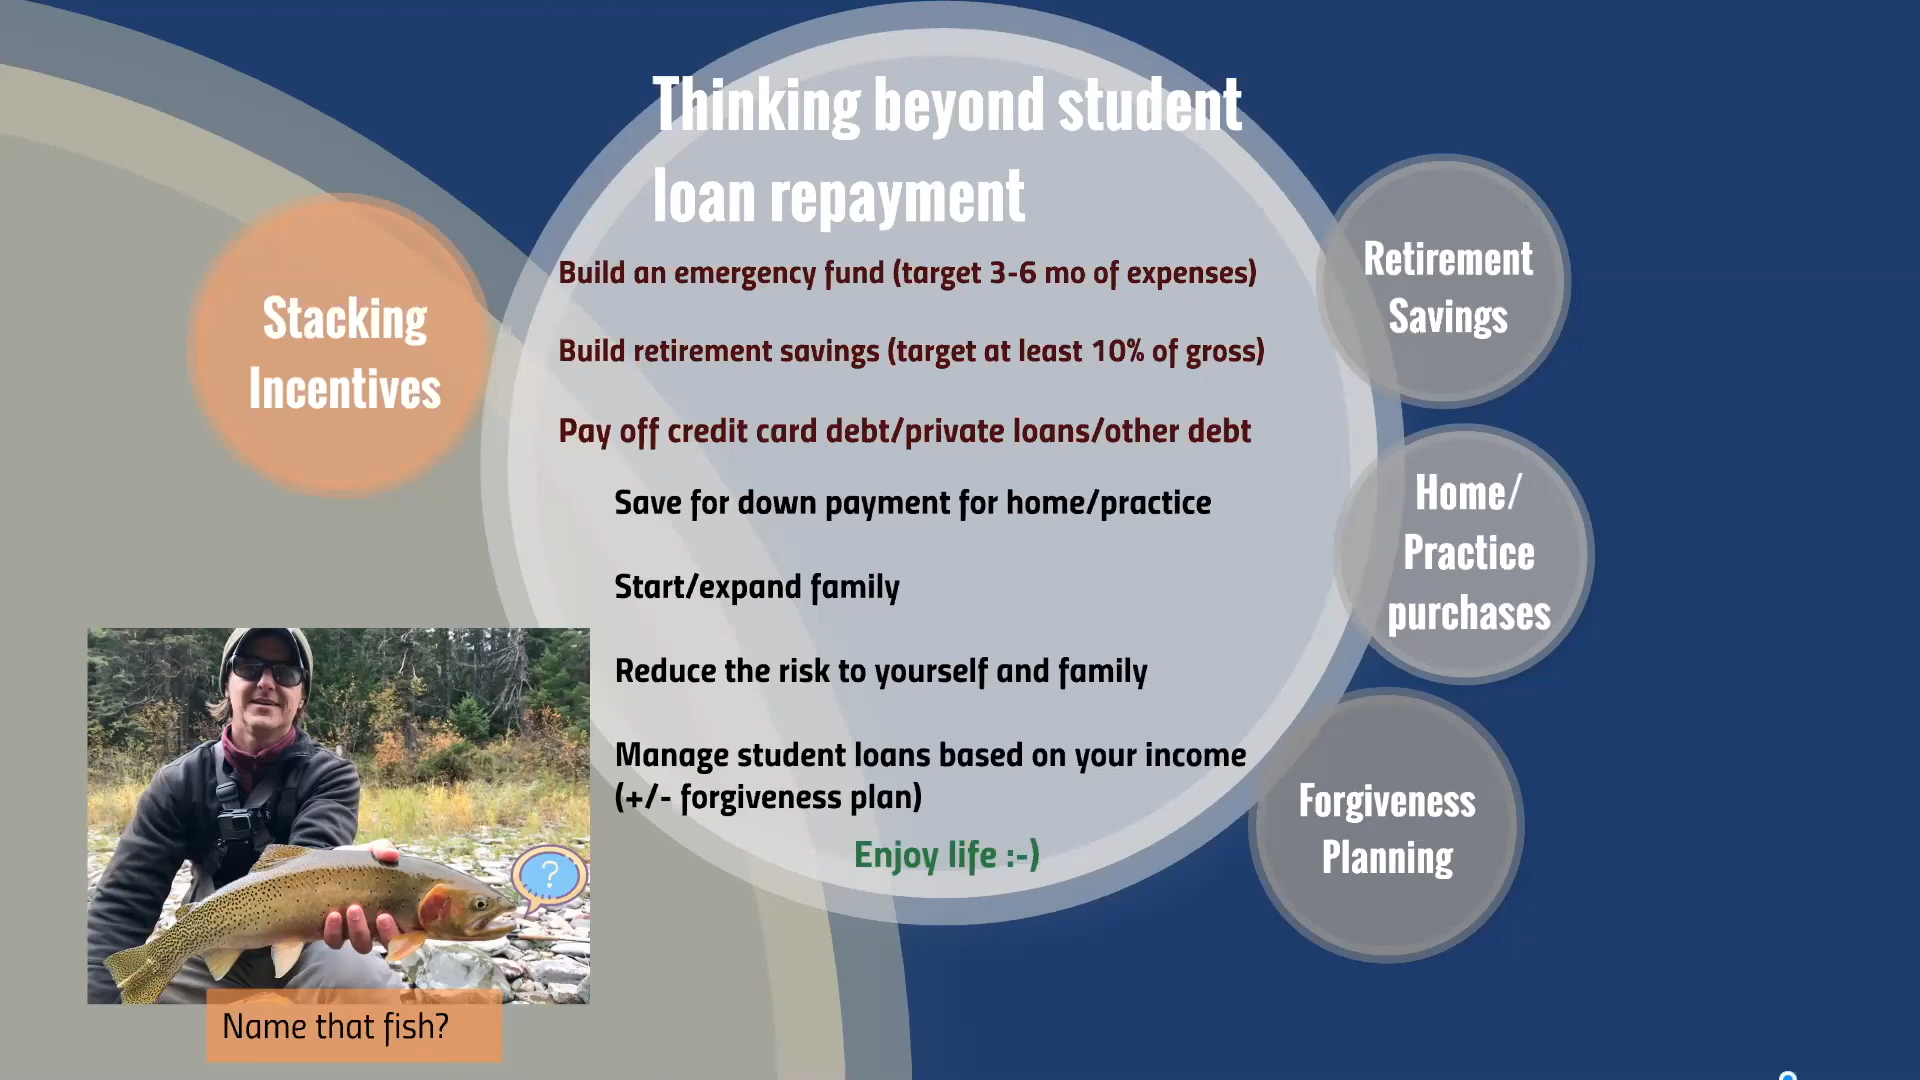 Thinking beyond student
loan repayment
Build an emergency fund (target 3-6 mo of expenses)
Build retirement savings (target at least 10% of gross)
Pay off credit card debt/private loans/other debt
Save for down payment for home/practice
Start/expand family
Reduce the risk to yourself and family
Manage student loans based on your income
(+/- forgiveness plan)
Enjoy life :-)
Stacking
Incentives
Retirement
Savings
Home/
Practice
purchases
Forgiveness
Planning
?
Name that fish?